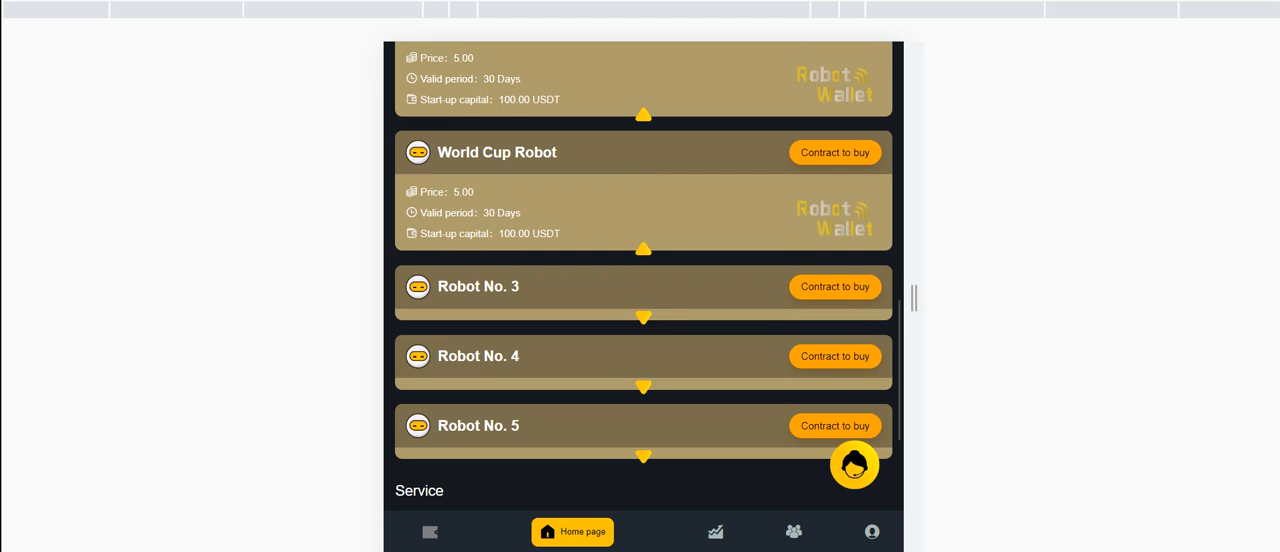 Price: 5.00
Valid period: 30 Days
Start-up capital: 100.00 USDT
Robot
Wallet
World Cup Robot
Contract to buy
Price: 5.00
Valid period: 30 Days
Start-up capital: 100.00 USDT
Robot
Wallet
Robot No. 3
Contract to buy
Robot No. 4
Contract to buy
Robot No. 5
Contract to buy
Service
Home page